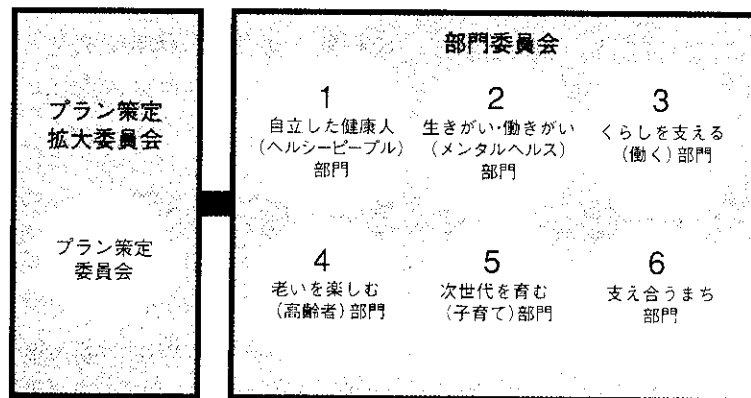 プラン策定
拡大委員会
プラン策定
委員会
部門委員会
1
自立した健康人
(ヘルシーピープル)
部門
2
生きがい・働きがい
(メンタルヘルス)
部門
3
くらしを支える
(働く)部門
4
老いを楽しむ
(高齢者)部門
5
次世代を育む
(子育て)部門
6
支え合うまち
部門